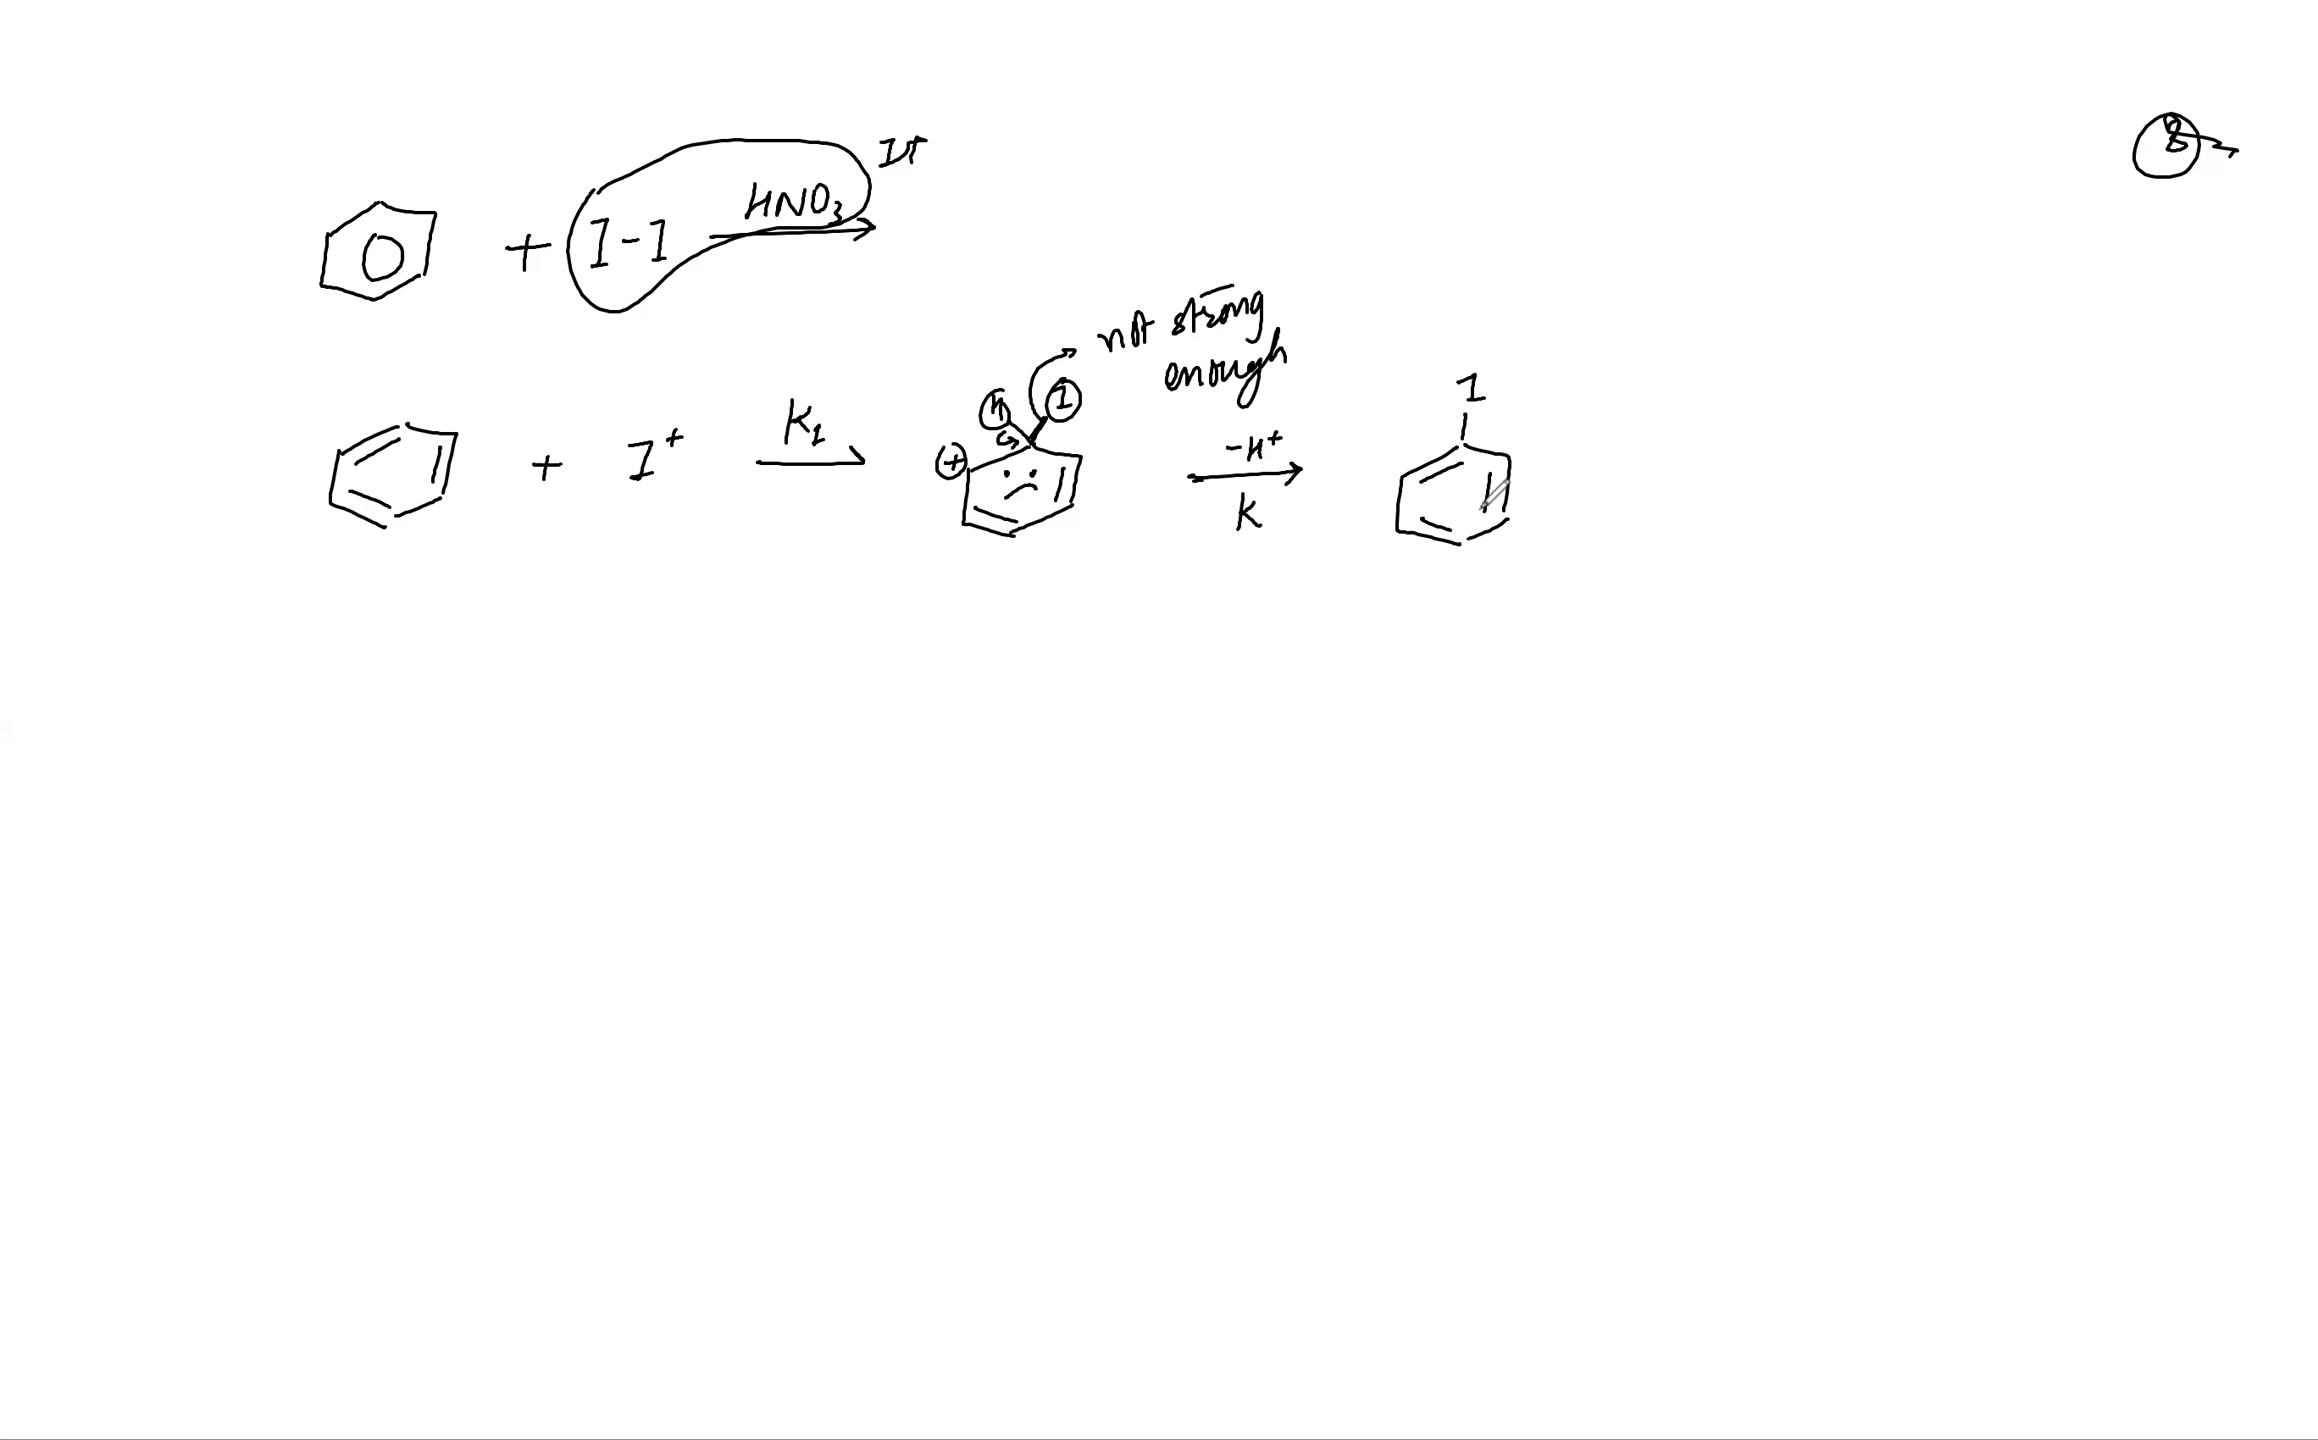 + I-I HNO₃ I+
not strong
enough
+ I⁺ K₁ + H I -H⁺ K I